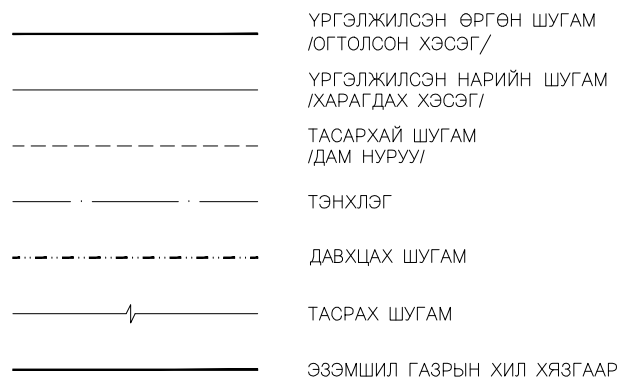 ҮРГЭЛЖИЛСЭН ӨРГӨН ШУГАМ
/ОГТОЛСОН ХЭСЭГ/
ҮРГЭЛЖИЛСЭН НАРИЙН ШУГАМ
/ХАРАГДАХ ХЭСЭГ/
ТАСАРХАЙ ШУГАМ
/ДАМ НУРУУ/
ТЭНХЛЭГ
ДАВХЦАХ ШУГАМ
ТАСРАХ ШУГАМ
ЭЗЭМШИЛ ГАЗРЫН ХИЛ ХЯЗГААР